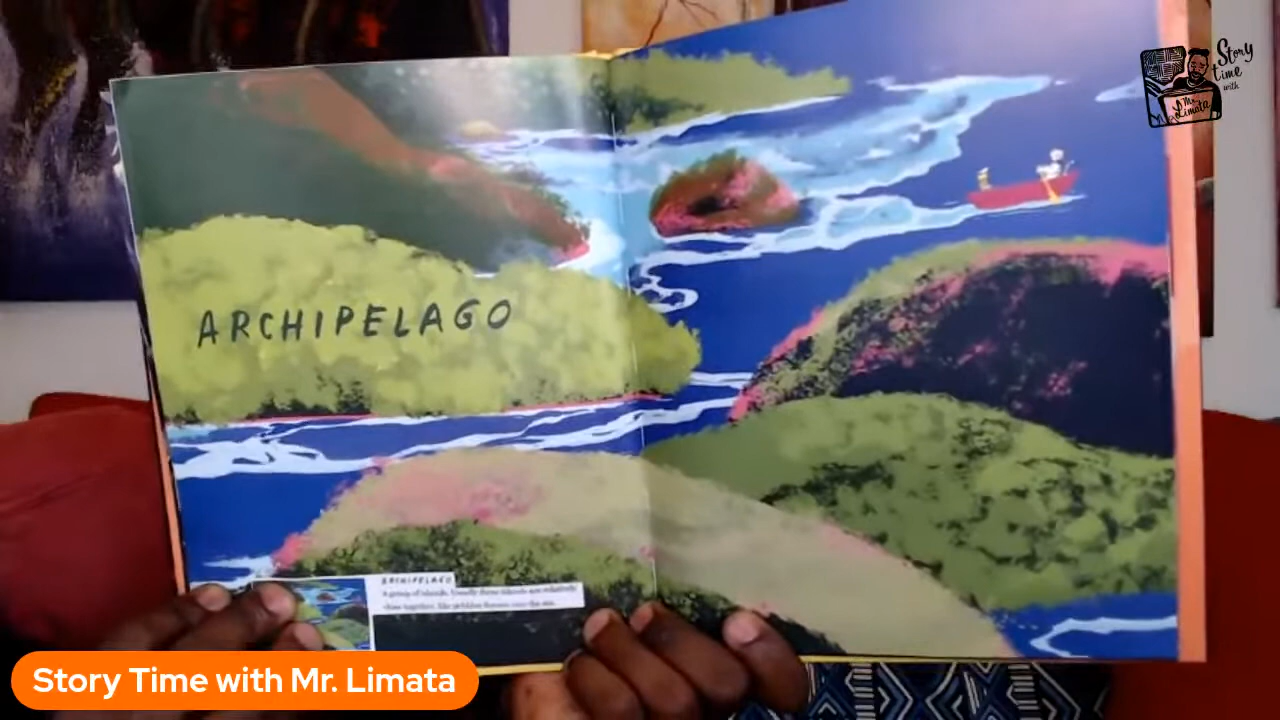 Story
time
with
Mr.
Limata
ARCHIPELAGO
ARCHIPELAGO
A group of islands. Usually these islands are relatively
close together, like pebbles thrown into the sea.
Story Time with Mr. Limata